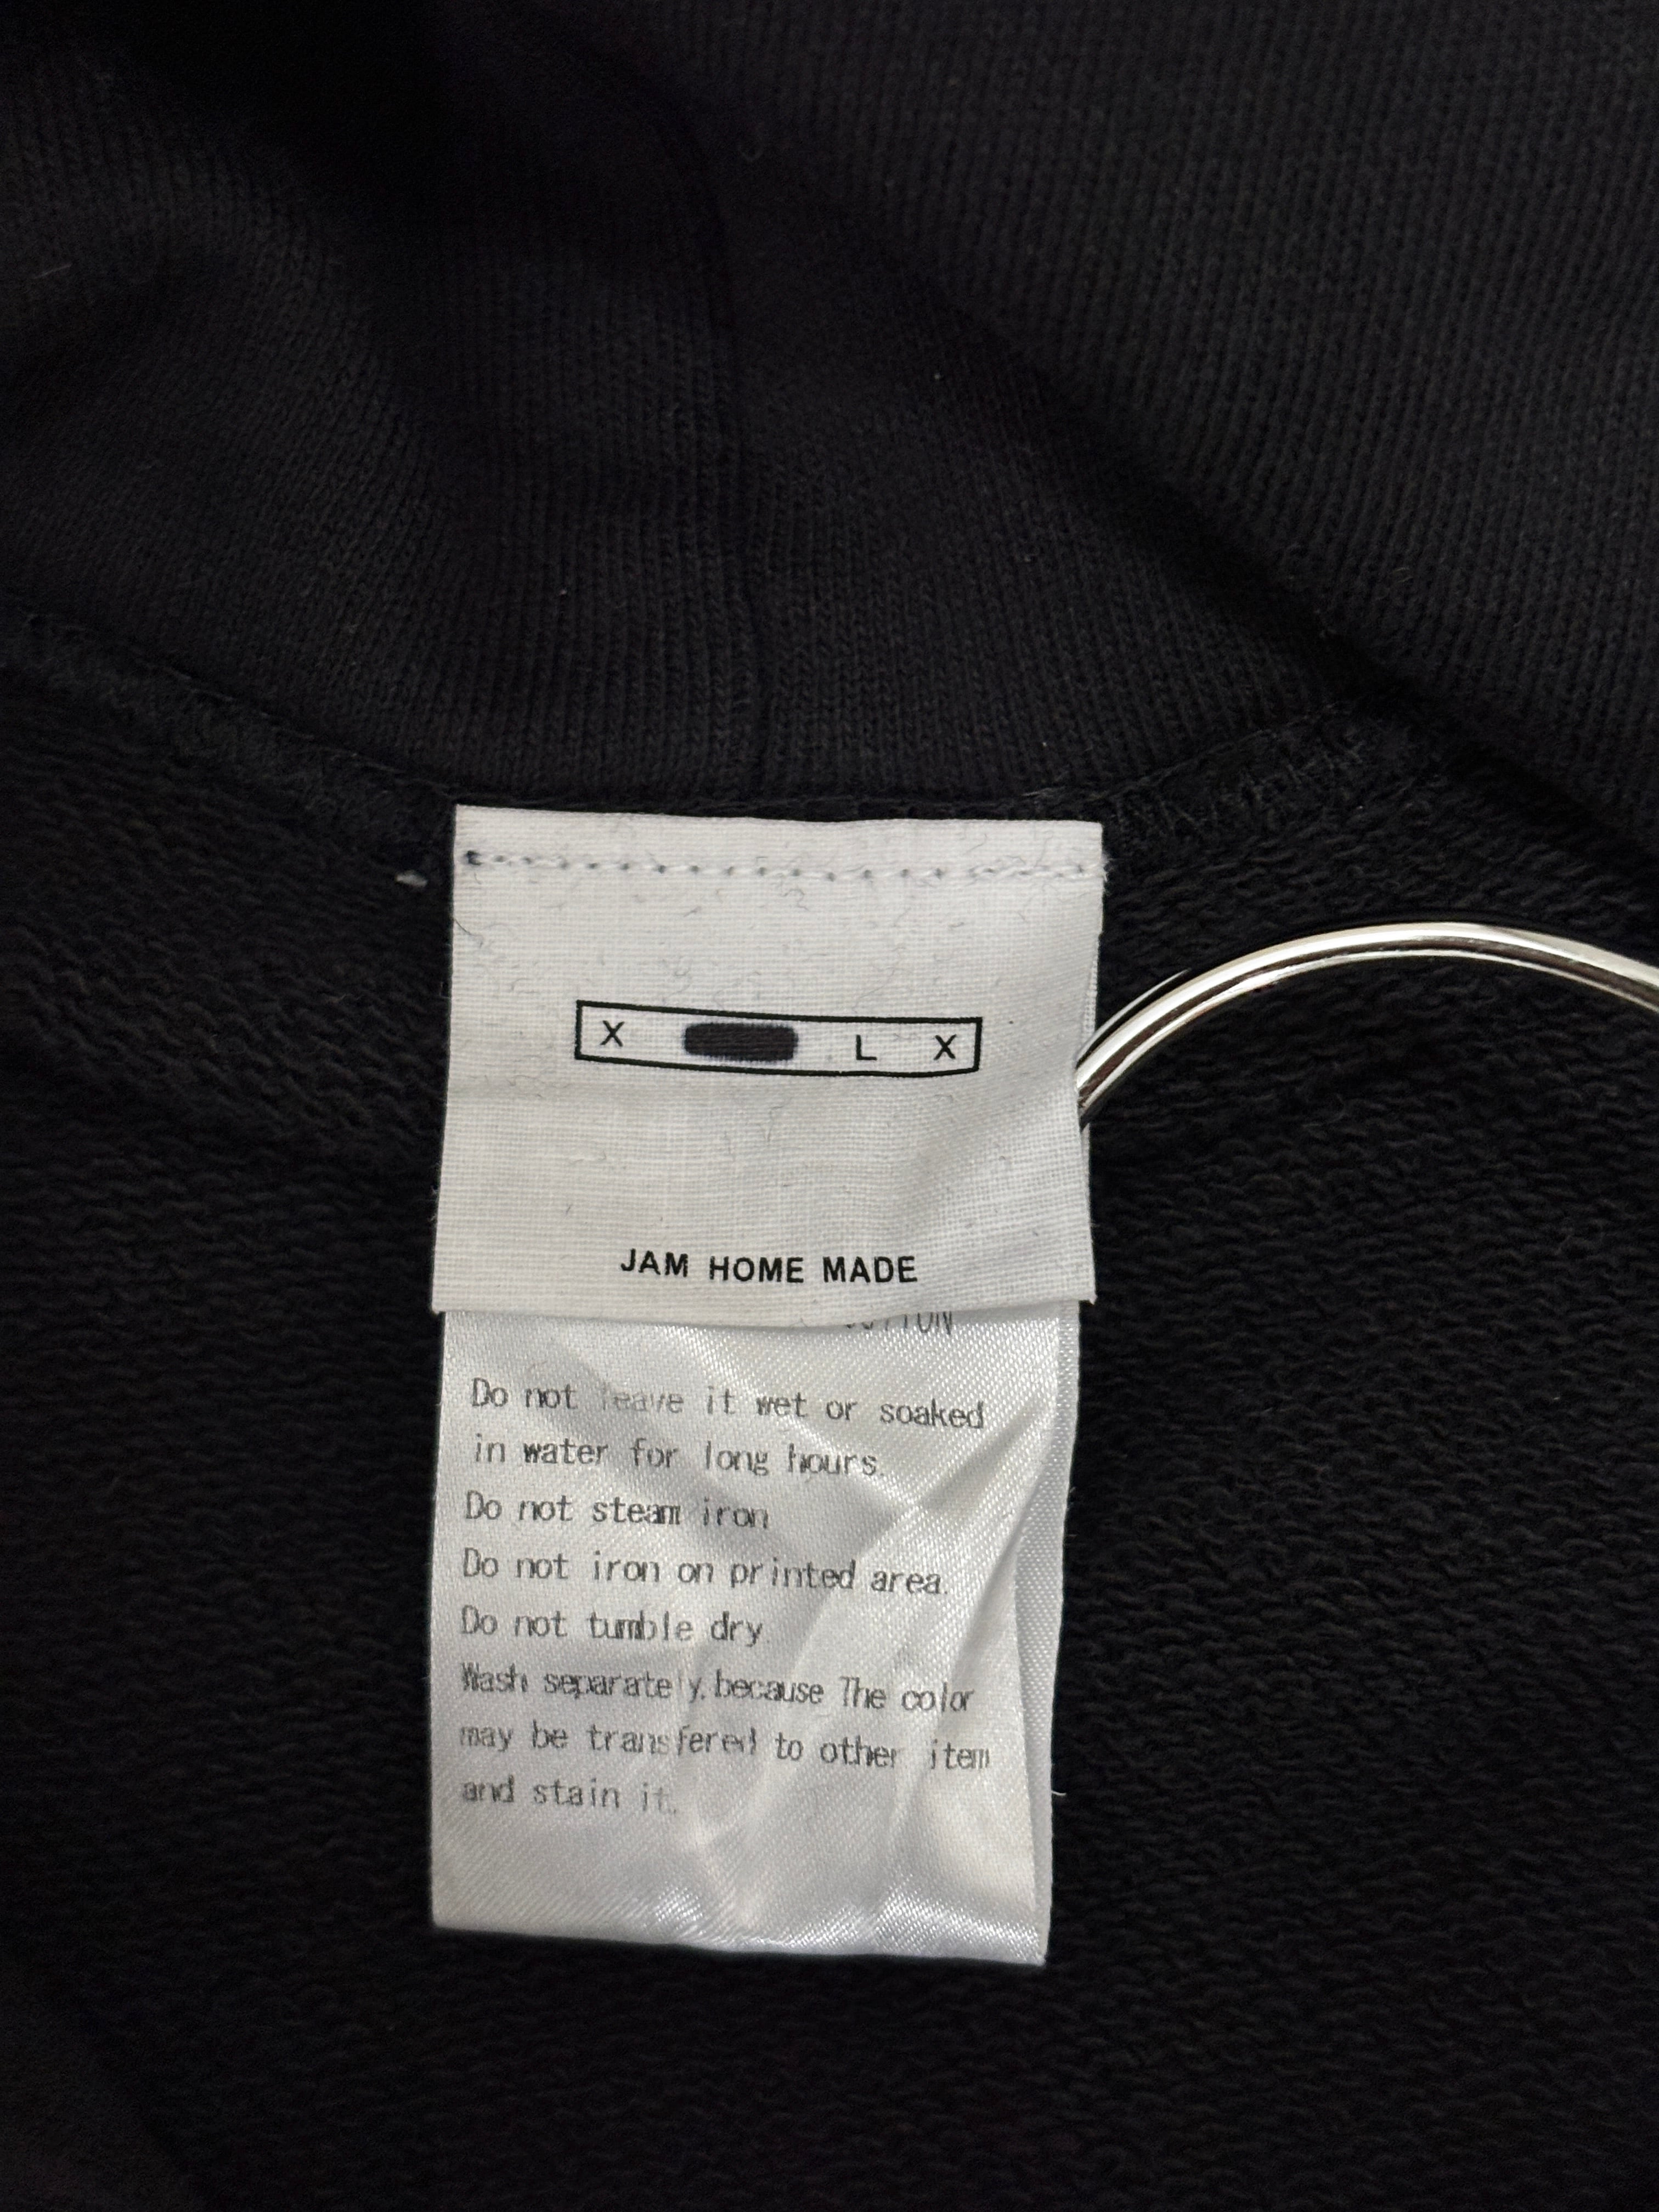 X L X
JAM HOME MADE
COTTON
Do not leave it wet or soaked
in water for long hours.
Do not steam iron
Do not iron on printed area.
Do not tumble dry.
Wash separately, because The color
may be transfered to other item
and stain it.